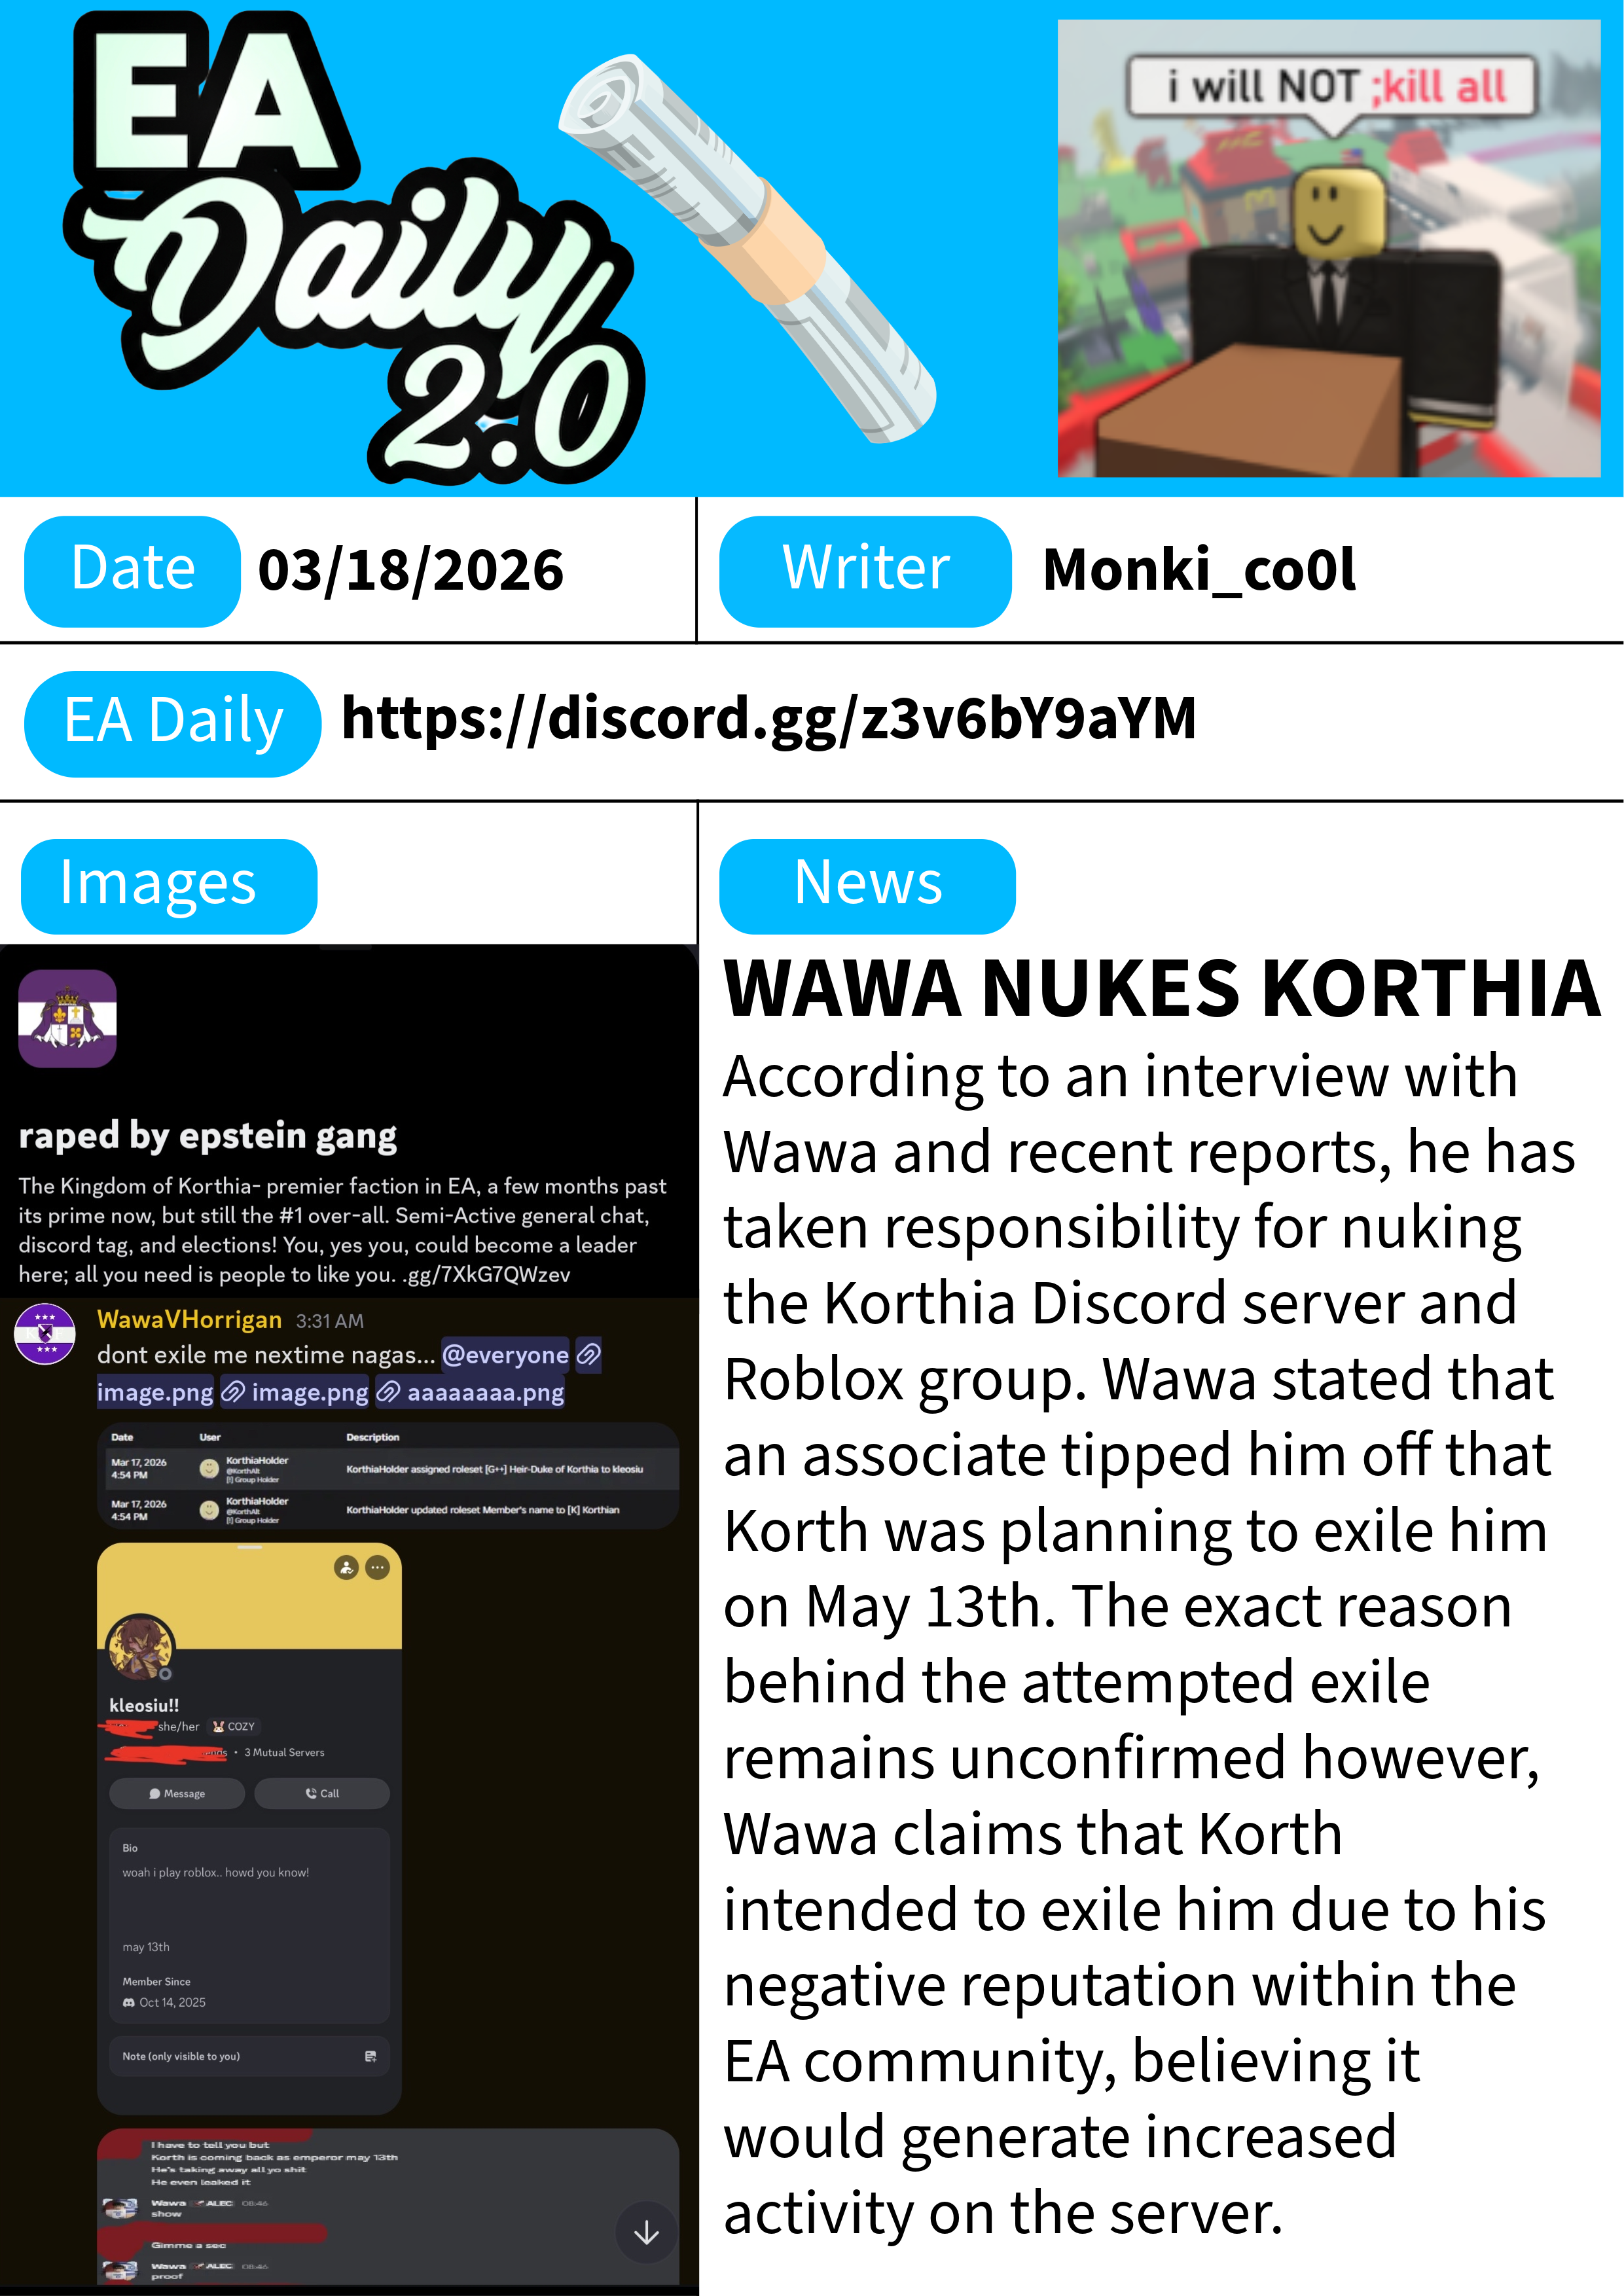 EA
Daily
2.0
i will NOT ;kill all
Date 03/18/2026
Writer Monki_co0l
EA Daily https://discord.gg/z3v6bY9aYM
Images
raped by epstein gang
The Kingdom of Korthia- premier faction in EA, a few months past
its prime now, but still the #1 over-all. Semi-Active general chat,
discord tag, and elections! You, yes you, could become a leader
here; all you need is people to like you. .gg/7XkG7QWzev
WawaVHorrigan 3:31 AM
dont exile me nextime nagas... @everyone
image.png image.png aaaaaaaa.png
Date User Description
Mar 17, 2026
4:54 PM
KorthiaHolder
@KorthAlt
[!] Group Holder
KorthiaHolder assigned roleset [G++] Heir-Duke of Korthia to kleosiu
Mar 17, 2026
4:54 PM
KorthiaHolder
@KorthAlt
[!] Group Holder
KorthiaHolder updated roleset Member's name to [K] Korthian
kleosiu!!
she/her COZY
• 3 Mutual Servers
Message Call
Bio
woah i play roblox.. howd you know!
may 13th
Member Since
Oct 14, 2025
Note (only visible to you)
I have to tell you but
Korth is coming back as emperor may 13th
He's taking away all yo shit
He even leaked it
Wawa ALEC 08:46
show
Gimme a sec
Wawa ALEC 08:46
proof
News
WAWA NUKES KORTHIA
According to an interview with
Wawa and recent reports, he has
taken responsibility for nuking
the Korthia Discord server and
Roblox group. Wawa stated that
an associate tipped him off that
Korth was planning to exile him
on May 13th. The exact reason
behind the attempted exile
remains unconfirmed however,
Wawa claims that Korth
intended to exile him due to his
negative reputation within the
EA community, believing it
would generate increased
activity on the server.